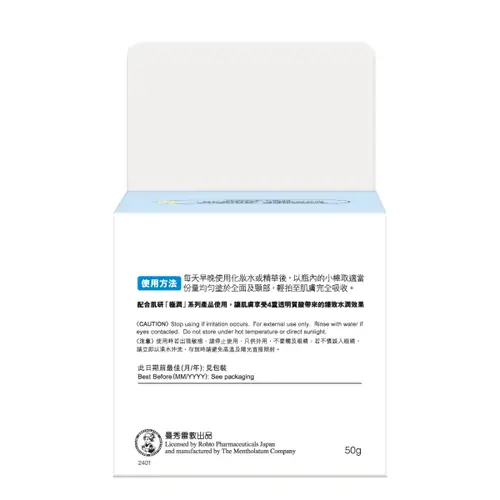 使用方法
每天早晚使用化妝水或精華後，以瓶內的小棒取適當
份量均勻塗於全面及頸部，輕拍至肌膚完全吸收。
配合肌研「極潤」系列產品使用，讓肌膚享受4重透明質酸帶來的極致水潤效果
(CAUTION) Stop using if irritation occurs. For external use only. Rinse with water if
eyes contacted. Do not store under hot temperature or direct sunlight.
〈注意〉使用時若出現敏感，請停止使用。只供外用。不要觸及眼睛，若不慎誤入眼睛，
請立即以清水沖洗。存放時請避免高溫及陽光直接照射。
此日期前最佳(月/年): 見包裝
Best Before(MM/YYYY): See packaging
曼秀雷敦出品
Licensed by Rohto Pharmaceuticals Japan
and manufactured by The Mentholatum Company
50g
2401